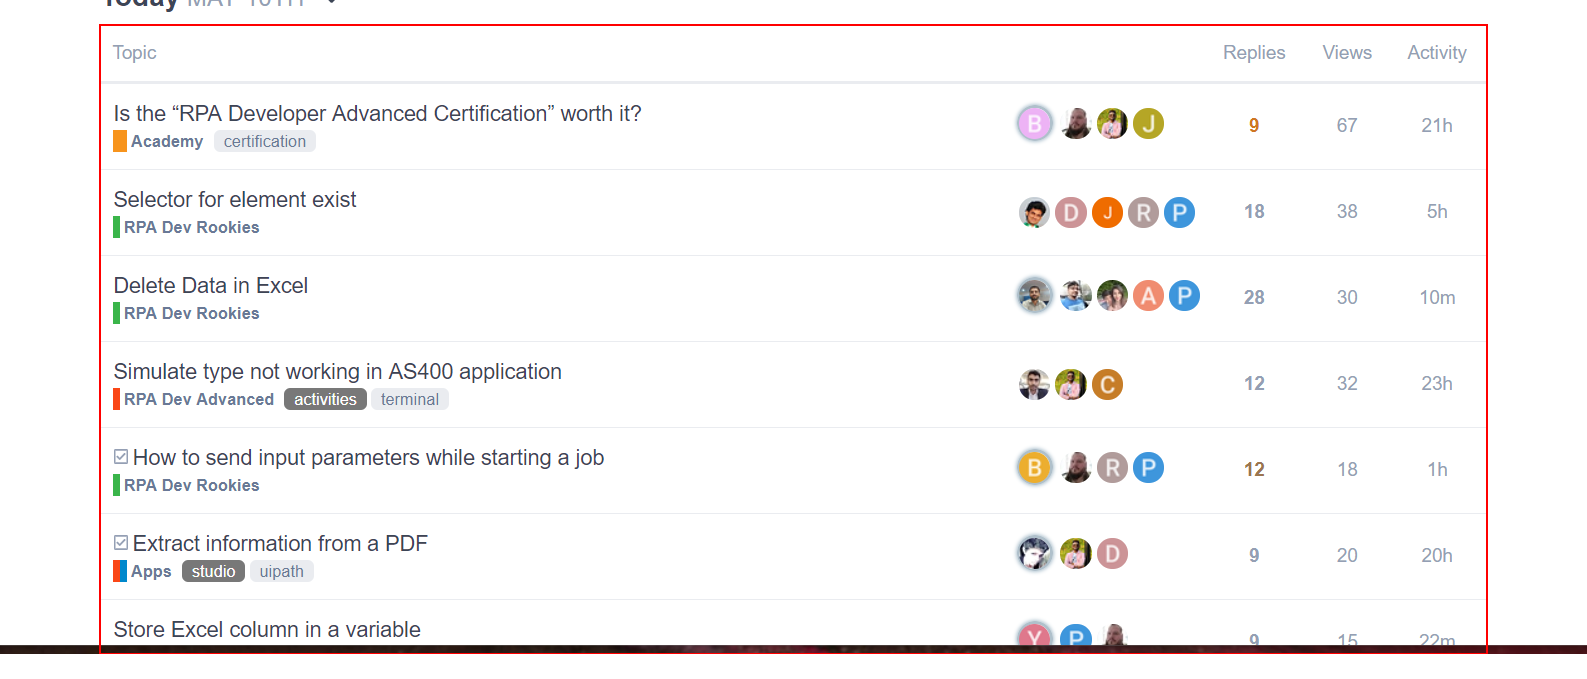 Today MAY 10TH
Topic Replies Views Activity
Is the “RPA Developer Advanced Certification” worth it?
B J 9 67 21h
Academy certification
Selector for element exist
D J R P 18 38 5h
RPA Dev Rookies
Delete Data in Excel
A P 28 30 10m
RPA Dev Rookies
Simulate type not working in AS400 application
C 12 32 23h
RPA Dev Advanced activities terminal
How to send input parameters while starting a job
B R P 12 18 1h
RPA Dev Rookies
Extract information from a PDF
D 9 20 20h
Apps studio uipath
Store Excel column in a variable
Y P 9 15 22m